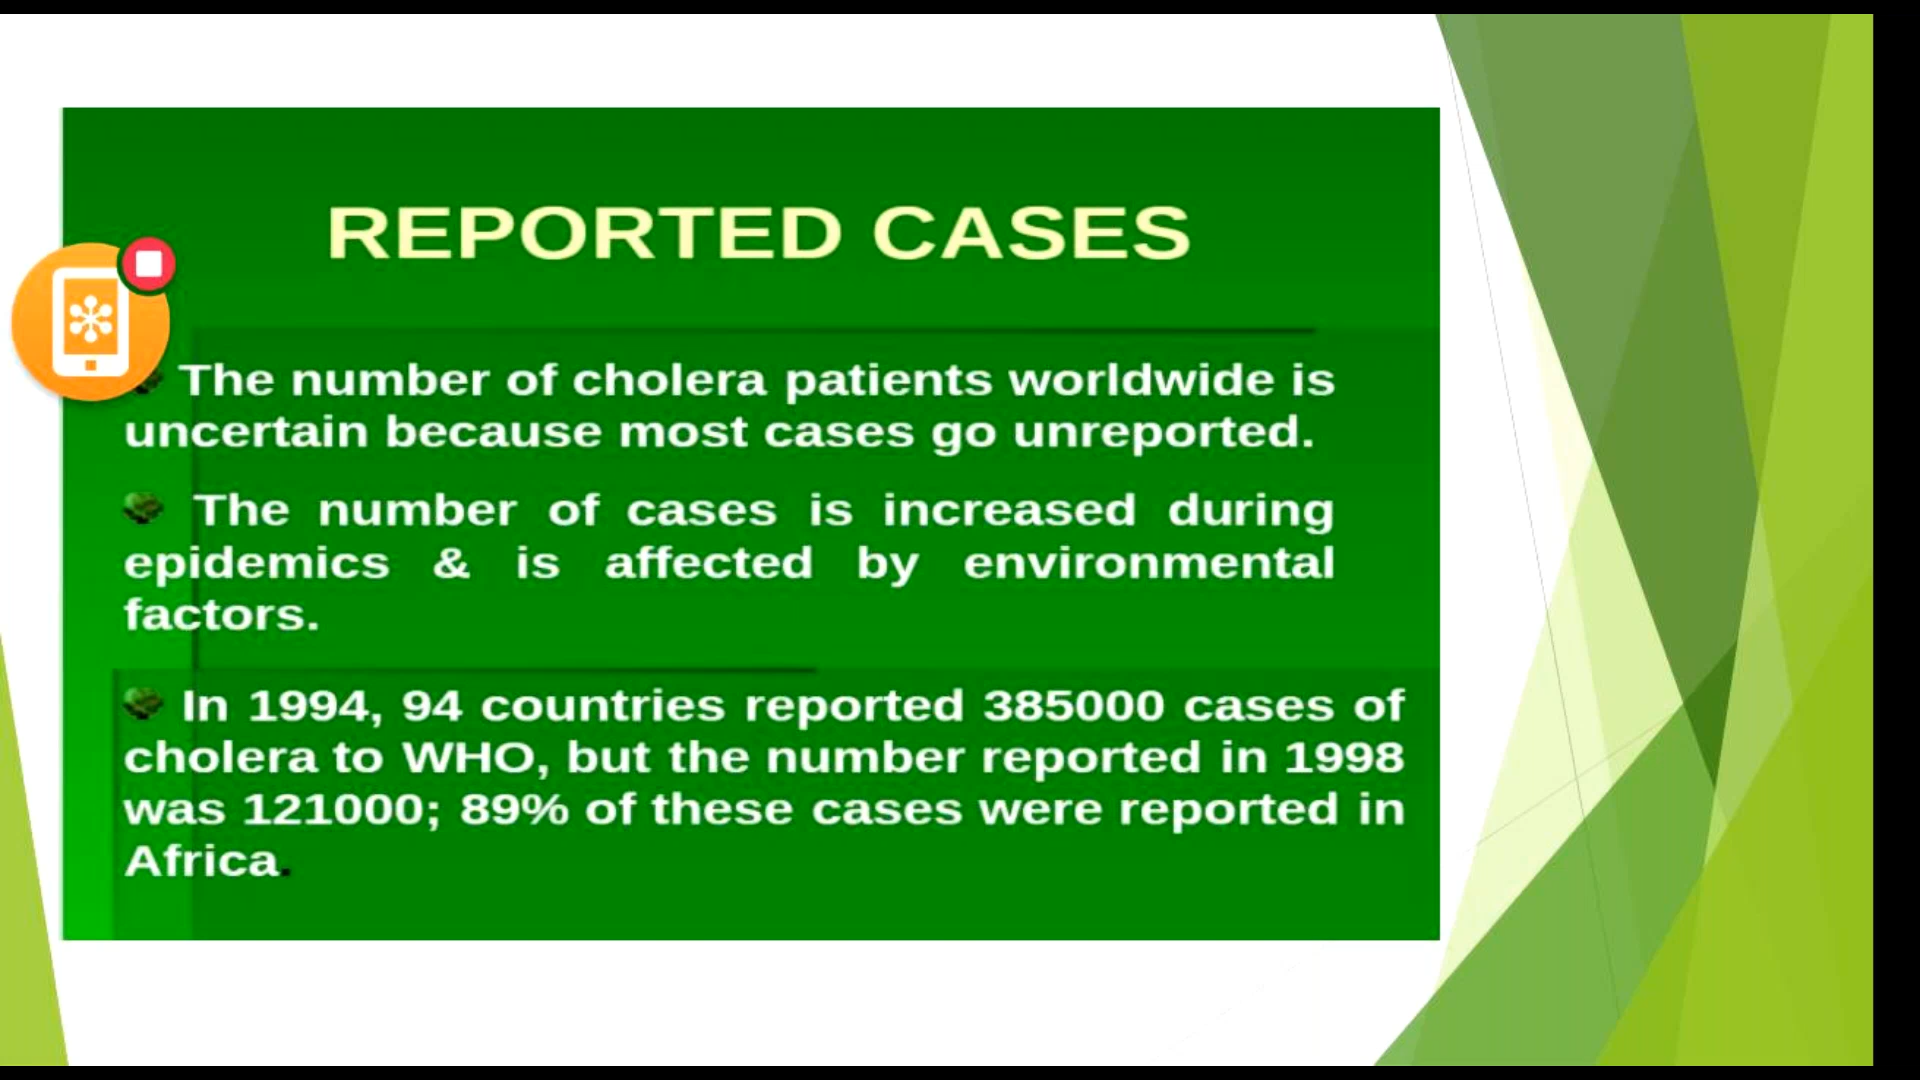 REPORTED CASES
The number of cholera patients worldwide is
uncertain because most cases go unreported.
The number of cases is increased during
epidemics & is affected by environmental
factors.
In 1994, 94 countries reported 385000 cases of
cholera to WHO, but the number reported in 1998
was 121000; 89% of these cases were reported in
Africa.